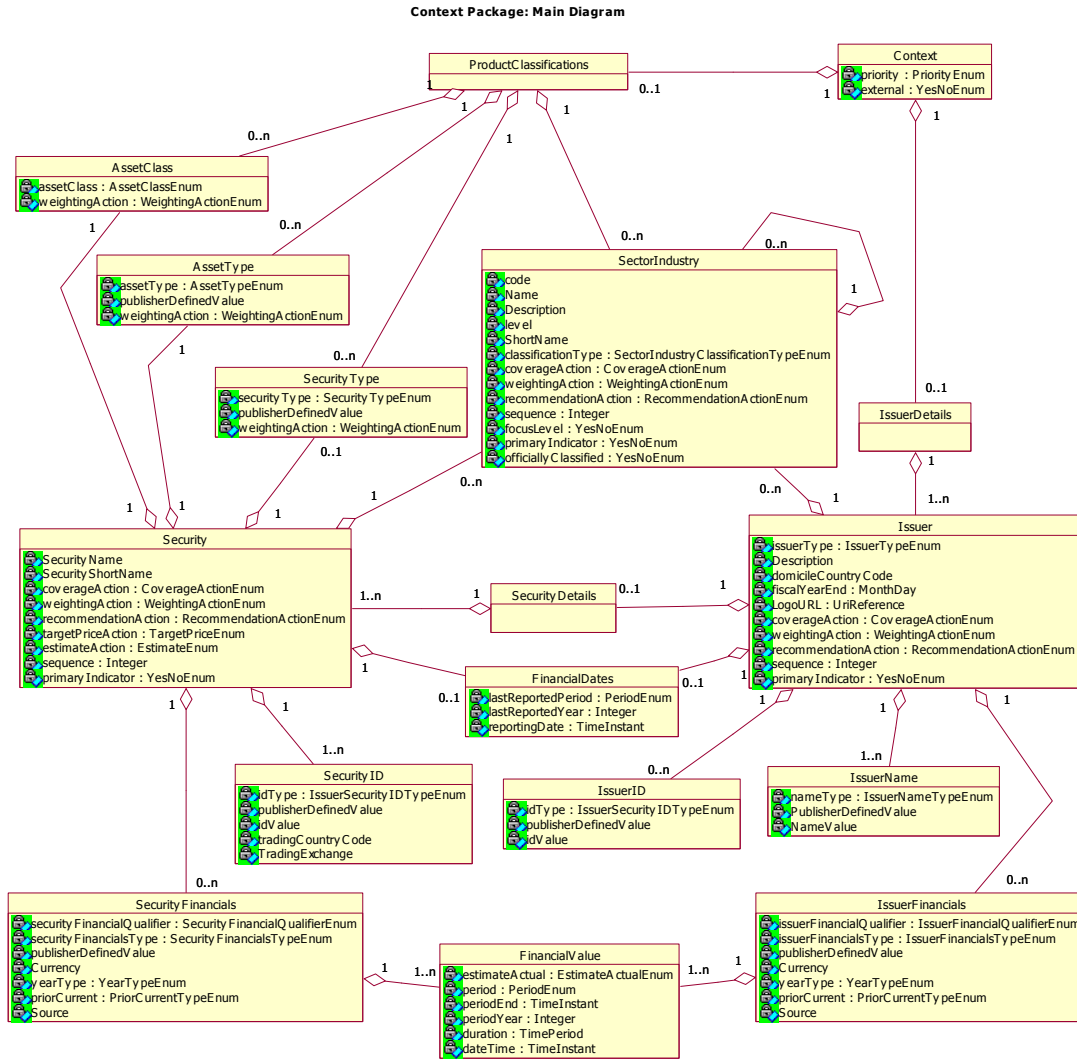 Context Package: Main Diagram
ProductClassifications
Context
priority : PriorityEnum
external : YesNoEnum
1
1
1
1
0..1
1
1
0..n
AssetClass
assetClass : AssetClassEnum
weightingAction : WeightingActionEnum
1
0..n
AssetType
assetType : AssetTypeEnum
publisherDefinedValue
weightingAction : WeightingActionEnum
1
0..n
SecurityType
securityType : SecurityTypeEnum
publisherDefinedValue
weightingAction : WeightingActionEnum
0..1
0..n
0..n
1
SectorIndustry
code
Name
Description
level
ShortName
classificationType : SectorIndustryClassificationTypeEnum
coverageAction : CoverageActionEnum
weightingAction : WeightingActionEnum
recommendationAction : RecommendationActionEnum
sequence : Integer
focusLevel : YesNoEnum
primaryIndicator : YesNoEnum
officiallyClassified : YesNoEnum
0..n
0..n
0..1
IssuerDetails
1
1..n
1
1
1
1
1
Security
SecurityName
SecurityShortName
coverageAction : CoverageActionEnum
weightingAction : WeightingActionEnum
recommendationAction : RecommendationActionEnum
targetPriceAction : TargetPriceEnum
estimateAction : EstimateEnum
sequence : Integer
primaryIndicator : YesNoEnum
1..n
1
SecurityDetails
0..1
1
Issuer
issuerType : IssuerTypeEnum
Description
domicileCountryCode
fiscalYearEnd : MonthDay
LogoURL : UriReference
coverageAction : CoverageActionEnum
weightingAction : WeightingActionEnum
recommendationAction : RecommendationActionEnum
sequence : Integer
primaryIndicator : YesNoEnum
1
0..1
FinancialDates
lastReportedPeriod : PeriodEnum
lastReportedYear : Integer
reportingDate : TimeInstant
0..1
1
1
1
1
1
1
1..n
SecurityID
idType : IssuerSecurityIDTypeEnum
publisherDefinedValue
idValue
tradingCountryCode
TradingExchange
0..n
IssuerID
idType : IssuerSecurityIDTypeEnum
publisherDefinedValue
idValue
1..n
IssuerName
nameType : IssuerNameTypeEnum
PublisherDefinedValue
NameValue
0..n
SecurityFinancials
securityFinancialQualifier : SecurityFinancialQualifierEnum
securityFinancialsType : SecurityFinancialsTypeEnum
publisherDefinedValue
Currency
yearType : YearTypeEnum
priorCurrent : PriorCurrentTypeEnum
Source
1
1..n
FinancialValue
estimateActual : EstimateActualEnum
period : PeriodEnum
periodEnd : TimeInstant
periodYear : Integer
duration : TimePeriod
dateTime : TimeInstant
1..n
1
0..n
IssuerFinancials
issuerFinancialQualifier : IssuerFinancialQualifierEnum
issuerFinancialsType : IssuerFinancialsTypeEnum
publisherDefinedValue
Currency
yearType : YearTypeEnum
priorCurrent : PriorCurrentTypeEnum
Source